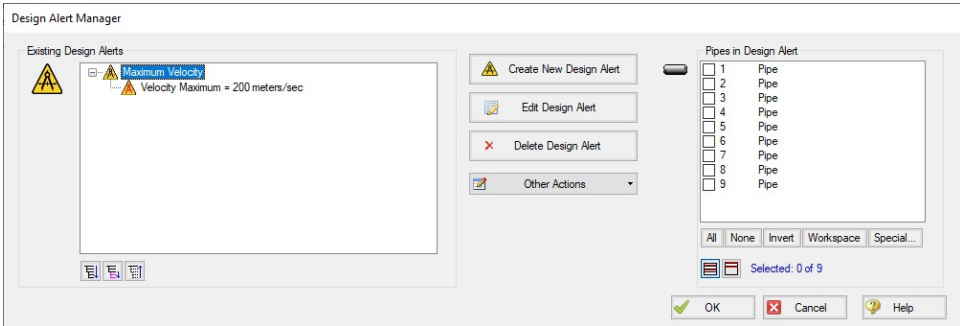 Design Alert Manager
Existing Design Alerts
Maximum Velocity
Velocity Maximum = 200 meters/sec
Create New Design Alert
Edit Design Alert
Delete Design Alert
Other Actions
Pipes in Design Alert
1 Pipe
2 Pipe
3 Pipe
4 Pipe
5 Pipe
6 Pipe
7 Pipe
8 Pipe
9 Pipe
All None Invert Workspace Special...
Selected: 0 of 9
OK Cancel Help